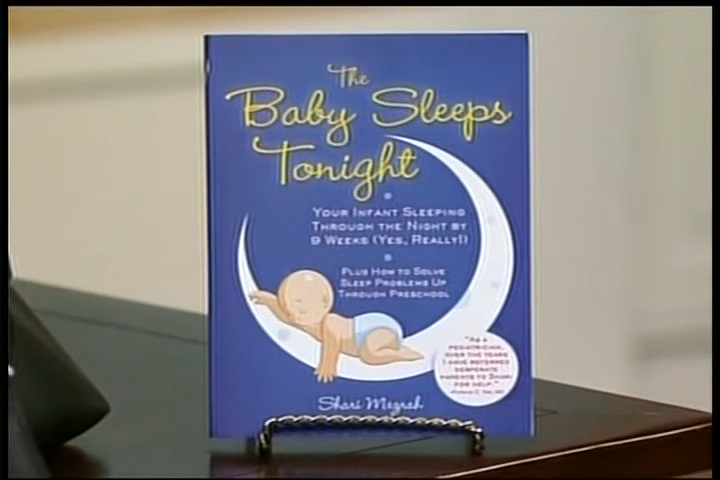 The
Baby Sleeps
Tonight
Your Infant Sleeping
Through the Night by
9 Weeks (Yes, Really!)
Plus How to Solve
Sleep Problems Up
Through Preschool
"As a
pediatrician,
over the years
I have referred
desperate
parents to Shari
for help."
Shari Mezrah